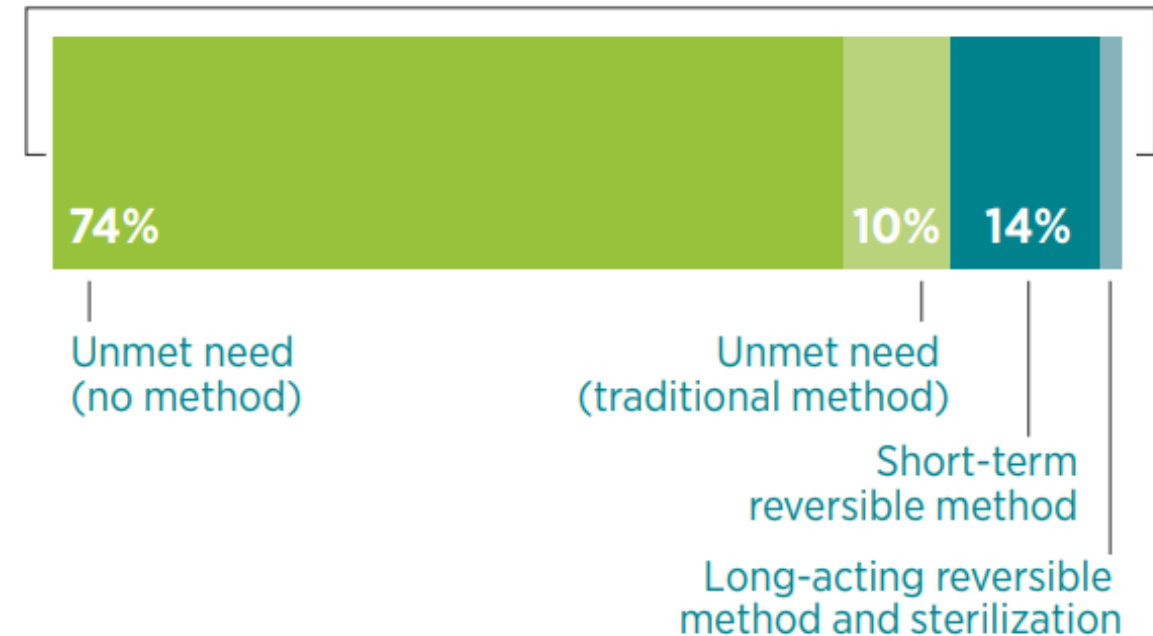 74%
10%
14%
Unmet need
(no method)
Unmet need
(traditional method)
Short-term
reversible method
Long-acting reversible
method and sterilization